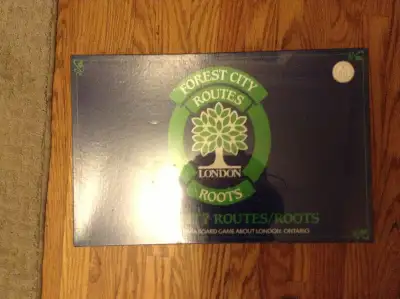 FOREST CITY
ROUTES
LONDON
ROOTS
ROUTES/ROOTS
BOARD GAME ABOUT LONDON, ONTARIO